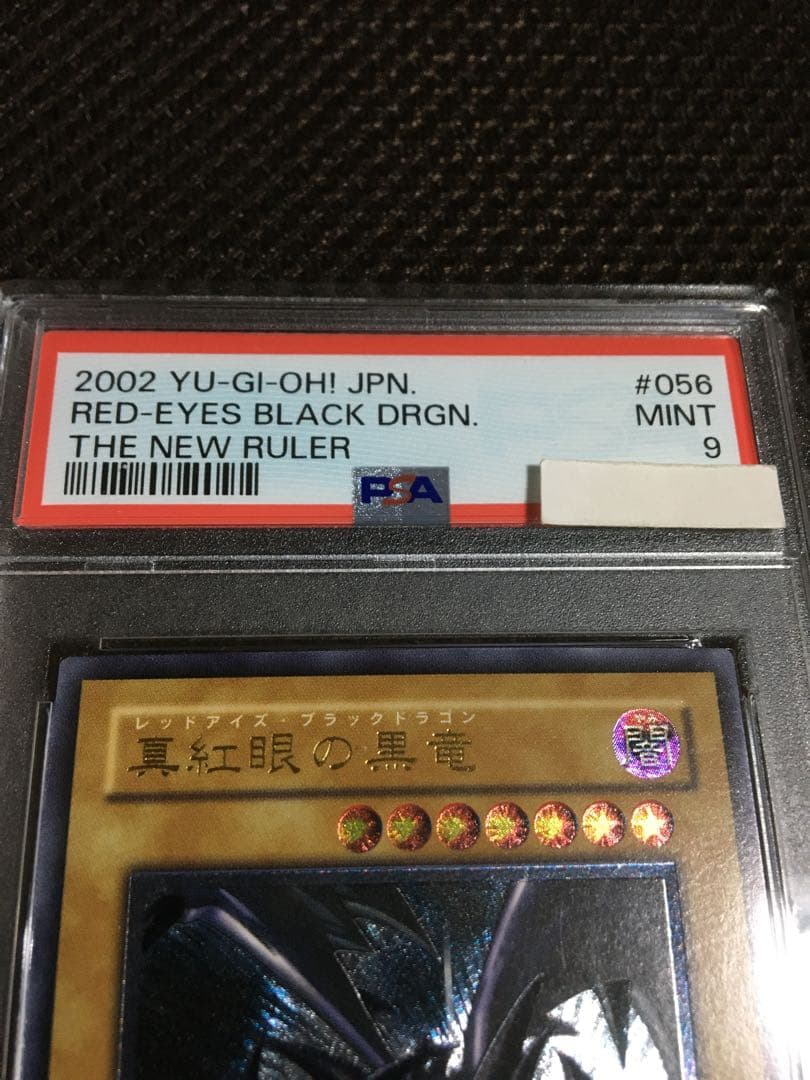 2002 YU-GI-OH! JPN. #056
RED-EYES BLACK DRGN. MINT
THE NEW RULER 9
PSA
レッドアイズ・ブラックドラゴン
真紅眼の黒竜
闇